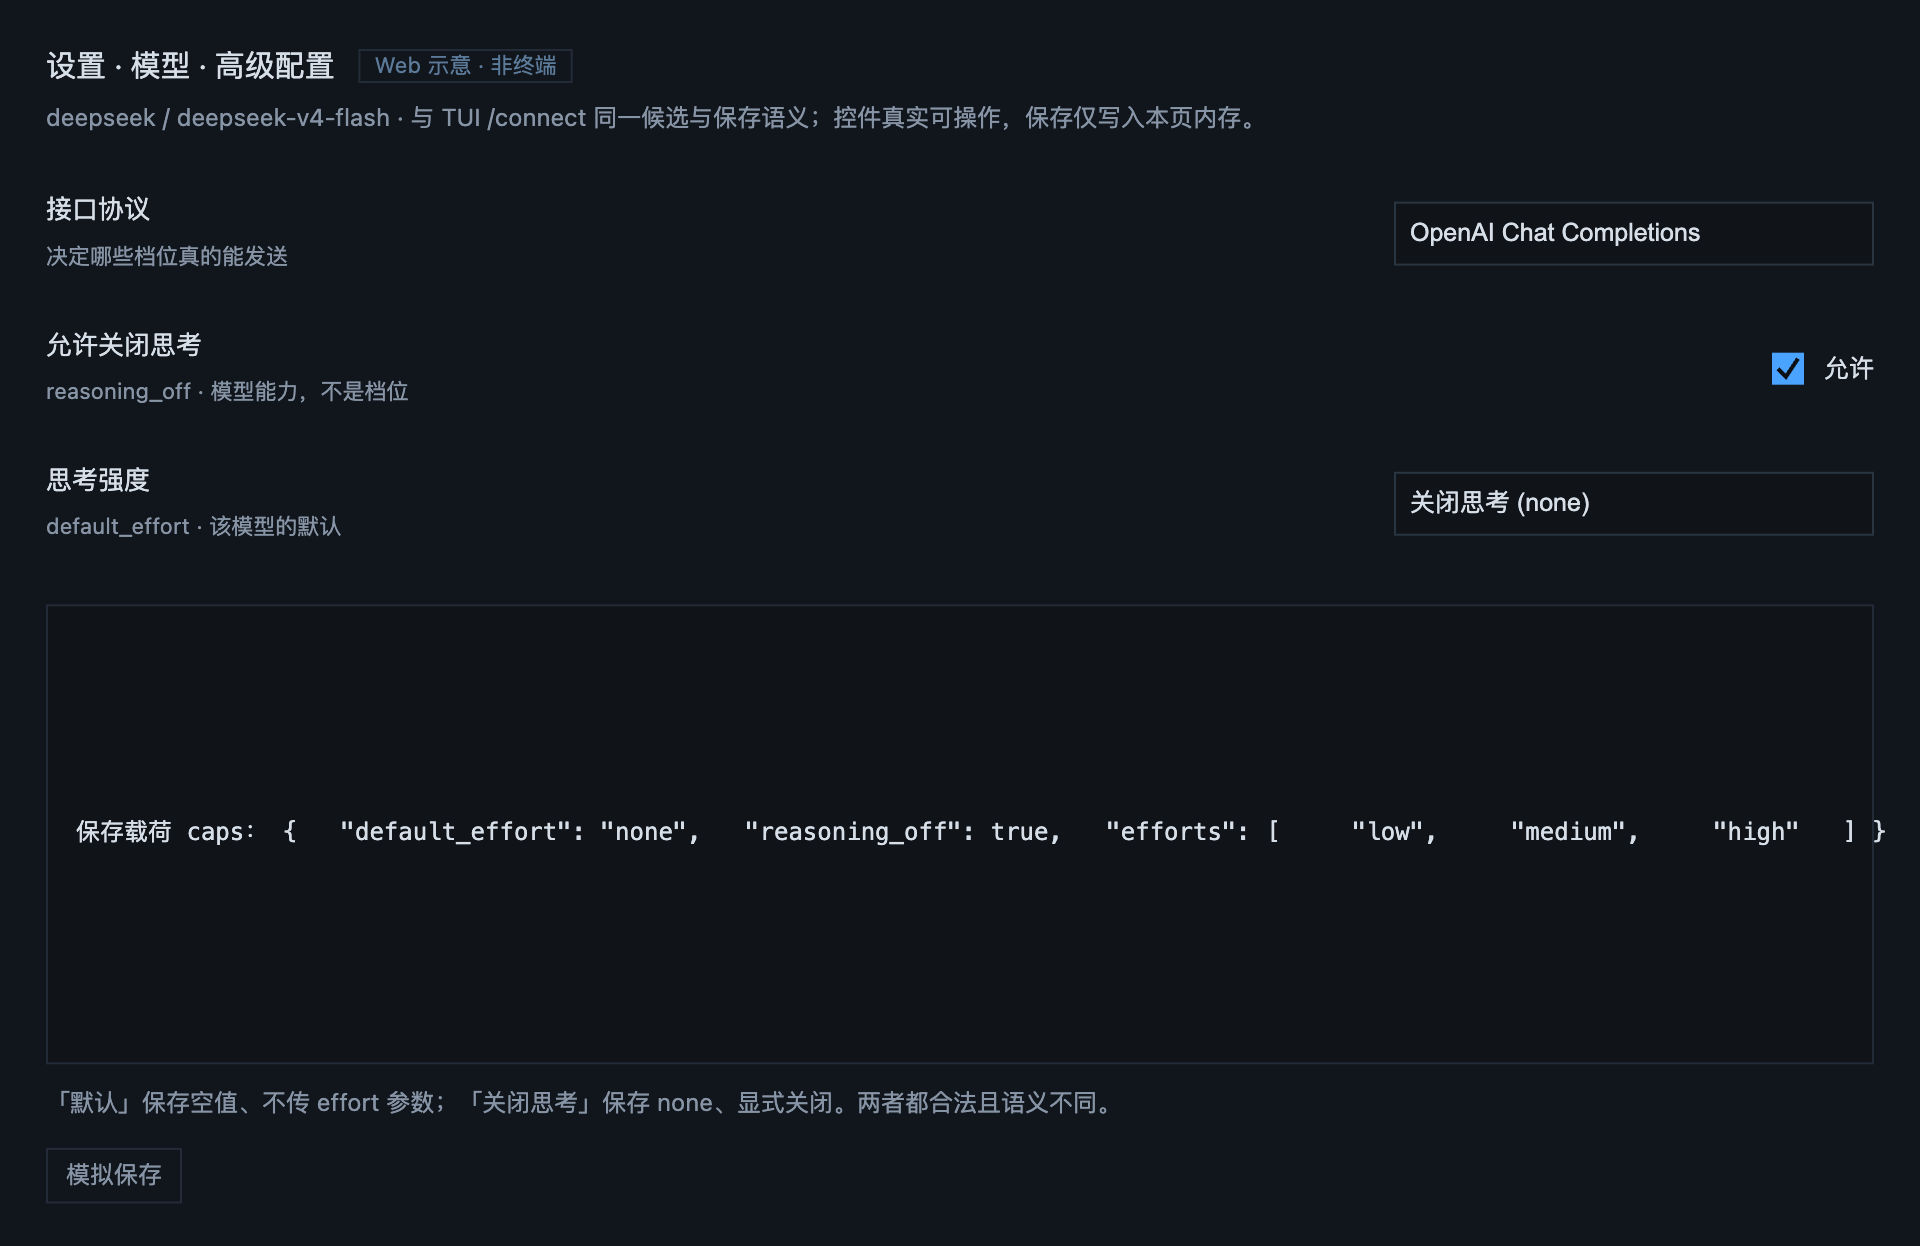 设置 · 模型 · 高级配置
Web 示意 · 非终端
deepseek / deepseek-v4-flash · 与 TUI /connect 同一候选与保存语义；控件真实可操作，保存仅写入本页内存。
接口协议
OpenAI Chat Completions
决定哪些档位真的能发送
允许关闭思考
允许
reasoning_off · 模型能力，不是档位
思考强度
关闭思考 (none)
default_effort · 该模型的默认
保存载荷 caps: { "default_effort": "none", "reasoning_off": true, "efforts": [ "low", "medium", "high" ] }
「默认」保存空值、不传 effort 参数；「关闭思考」保存 none、显式关闭。两者都合法且语义不同。
模拟保存